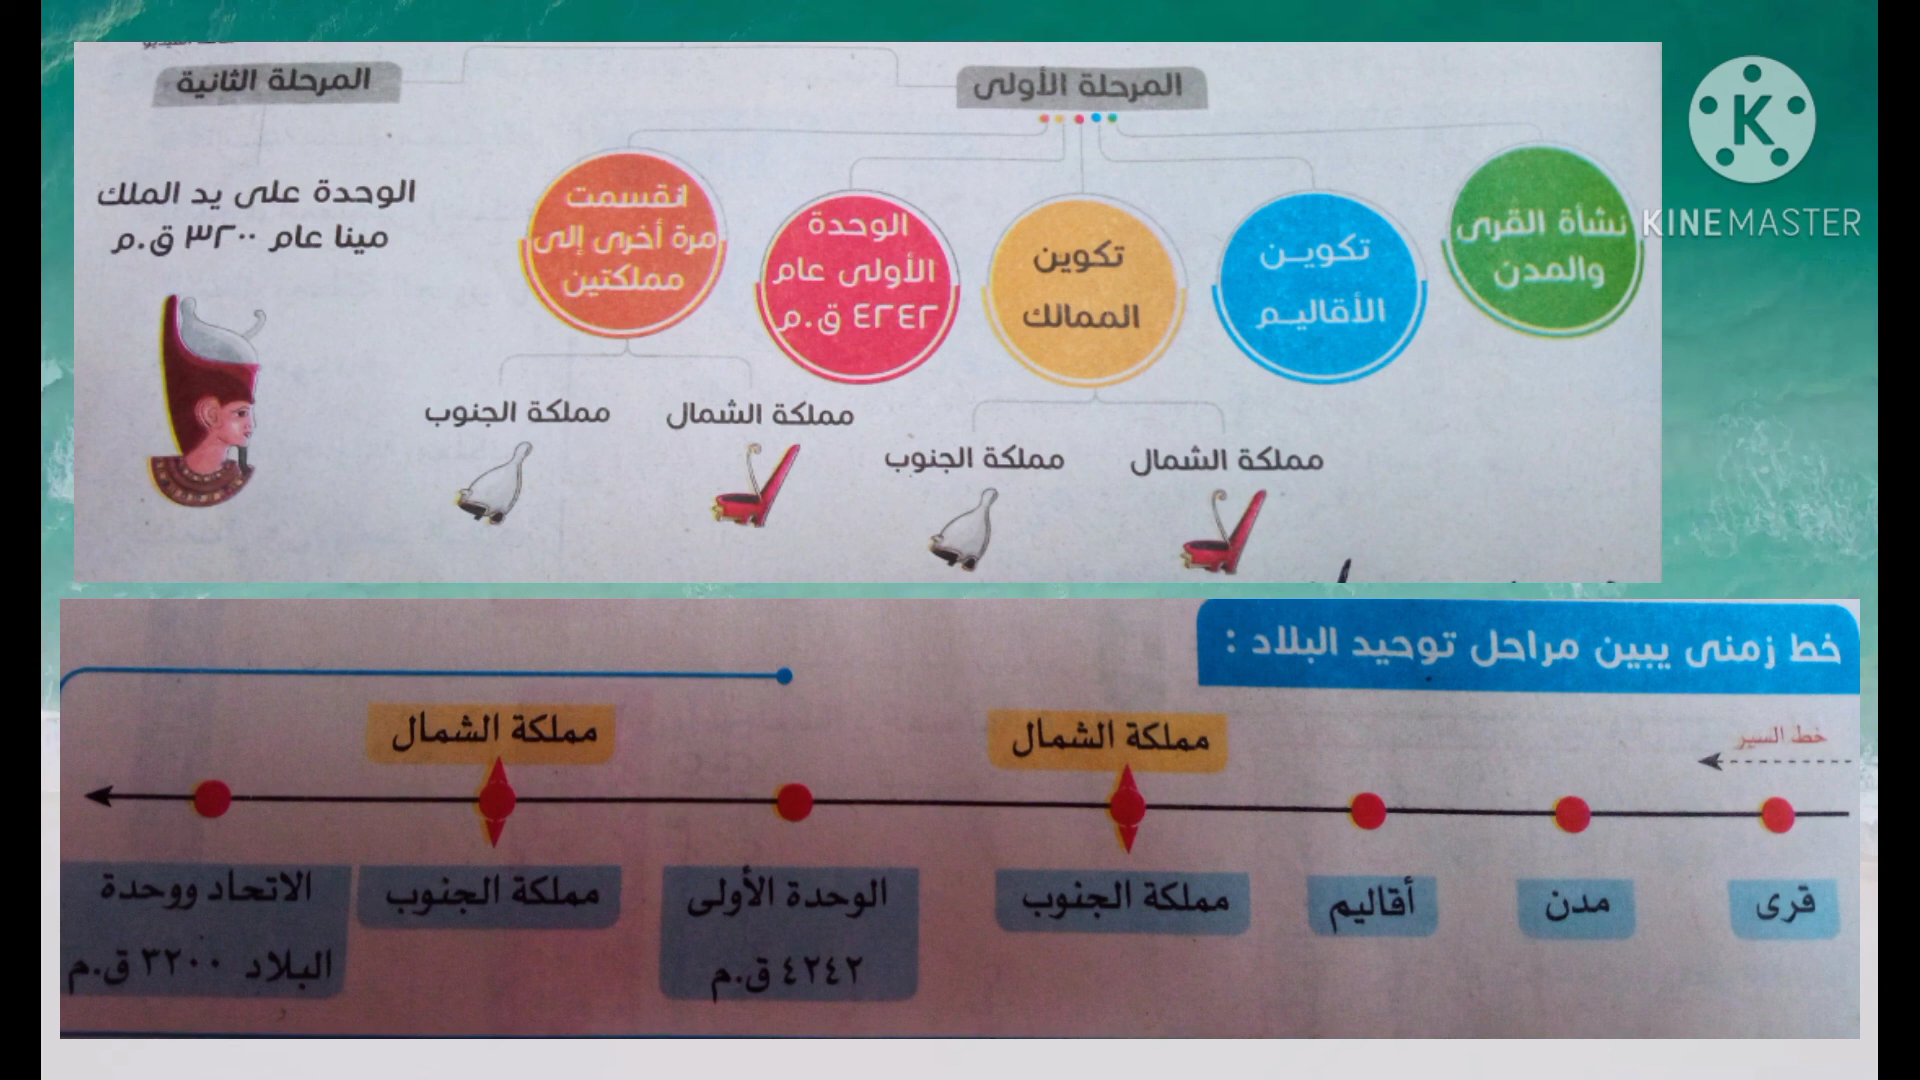 المرحلة الأولى
المرحلة الثانية
نشأة القرى
والمدن
تكويـن
الأقاليـم
تكوين
الممالك
الوحدة
الأولى عام
٤٢٤٢ ق.م
انقسمت
مرة أخرى إلى
مملكتين
الوحدة على يد الملك
مينا عام ٣٢٠٠ ق.م
مملكة الشمال
مملكة الجنوب
مملكة الشمال
مملكة الجنوب
KINEMASTER
خط زمنى يبين مراحل توحيد البلاد :
خط السير
مملكة الشمال
مملكة الشمال
قرى
مدن
أقاليم
مملكة الجنوب
الوحدة الأولى
٤٢٤٢ ق.م
مملكة الجنوب
الاتحاد ووحدة
البلاد ٣٢٠٠ ق.م